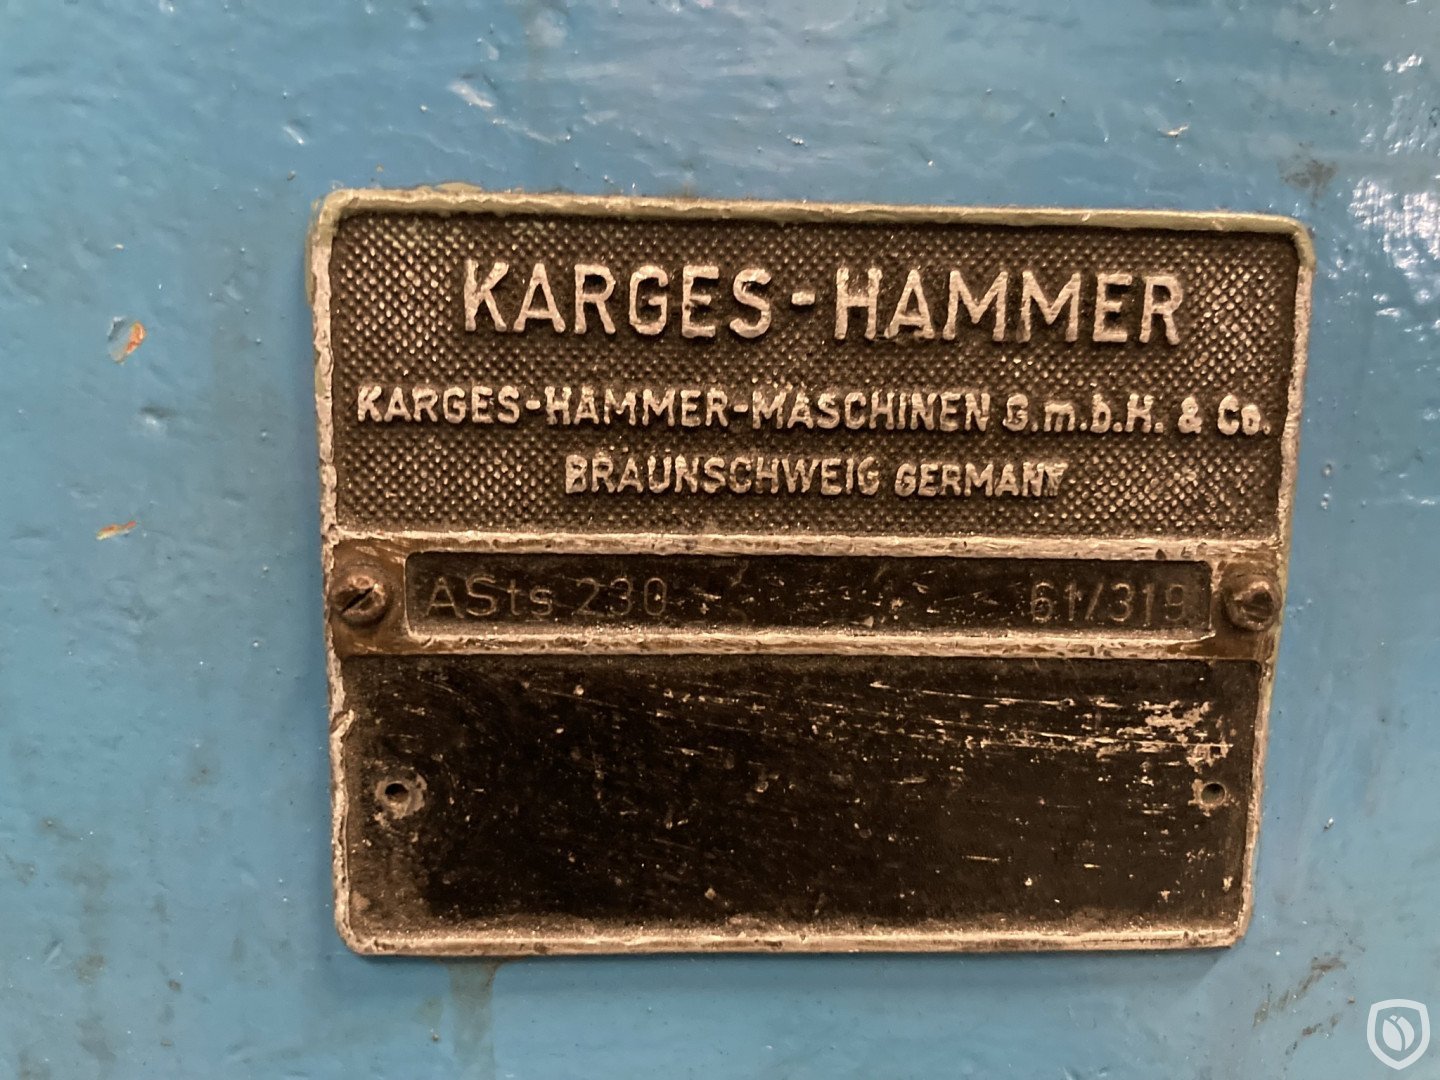 KARGES-HAMMER
KARGES-HAMMER-MASCHINEN G.m.b.H. & Co.
BRAUNSCHWEIG GERMANY
ASts 230 61/319